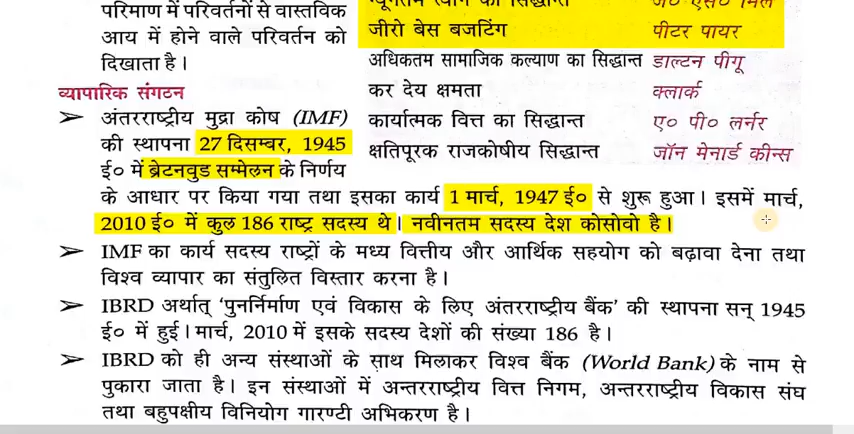 परिमाण में परिवर्तनों से वास्तविक
आय में होने वाले परिवर्तन को
दिखाता है।
व्यापारिक संगटन
➢ अंतरराष्ट्रीय मुद्रा कोष (IMF)
की स्थापना 27 दिसम्बर, 1945
ई० में ब्रेटनवुड सम्मेलन के निर्णय
न्यूनतम त्याग का सिद्धान्त जे० एस० मिल
जीरो बेस बजटिंग पीटर पायर
अधिकतम सामाजिक कल्याण का सिद्धान्त डाल्टन पीगू
कर देय क्षमता क्लार्क
कार्यात्मक वित्त का सिद्धान्त ए० पी० लर्नर
क्षतिपूरक राजकोषीय सिद्धान्त जॉन मेनार्ड कीन्स
के आधार पर किया गया तथा इसका कार्य 1 मार्च, 1947 ई० से शुरू हुआ। इसमें मार्च,
2010 ई० में कुल 186 राष्ट्र सदस्य थे। नवीनतम सदस्य देश कोसोवो है।
➢ IMF का कार्य सदस्य राष्ट्रों के मध्य वित्तीय और आर्थिक सहयोग को बढ़ावा देना तथा
विश्व व्यापार का संतुलित विस्तार करना है।
➢ IBRD अर्थात् ‘पुनर्निर्माण एवं विकास के लिए अंतरराष्ट्रीय बैंक’ की स्थापना सन् 1945
ई० में हुई। मार्च, 2010 में इसके सदस्य देशों की संख्या 186 है।
➢ IBRD को ही अन्य संस्थाओं के साथ मिलाकर विश्व बैंक (World Bank) के नाम से
पुकारा जाता है। इन संस्थाओं में अन्तरराष्ट्रीय वित्त निगम, अन्तरराष्ट्रीय विकास संघ
तथा बहुपक्षीय विनियोग गारण्टी अभिकरण है।